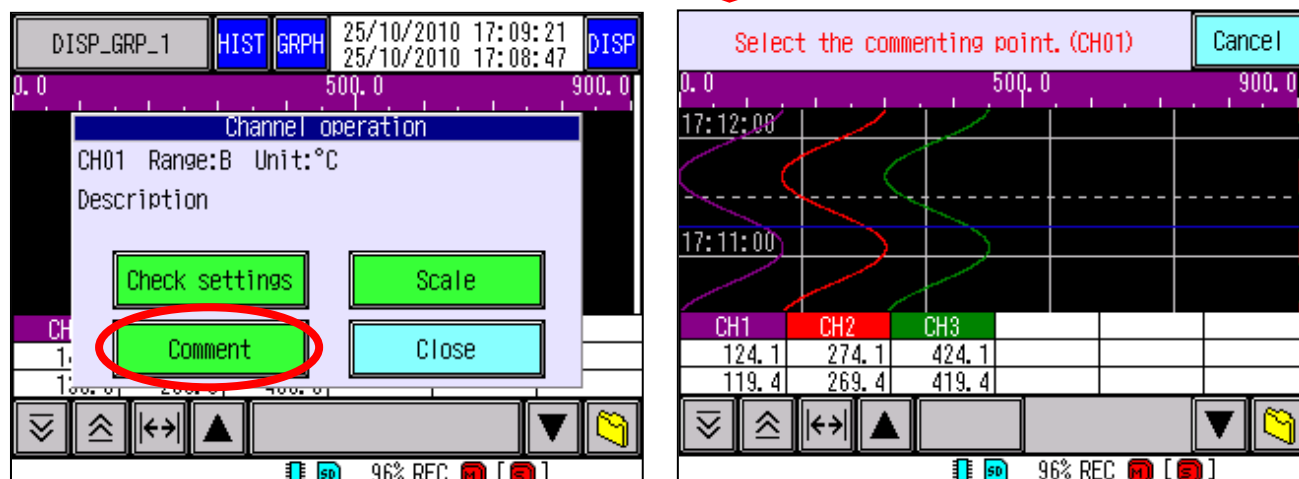 DISP_GRP_1
HIST
GRPH
25/10/2010 17:09:21
25/10/2010 17:08:47
DISP
0.0 500.0 900.0
Channel operation
CH01 Range:B Unit:°C
Description
Check settings
Scale
Comment
Close
CH
SD 96% REC M [S]
Select the commenting point.(CH01)
Cancel
0.0 500.0 900.0
17:12:00
17:11:00
CH1 CH2 CH3
124.1 274.1 424.1
119.4 269.4 419.4
SD 96% REC M [S]